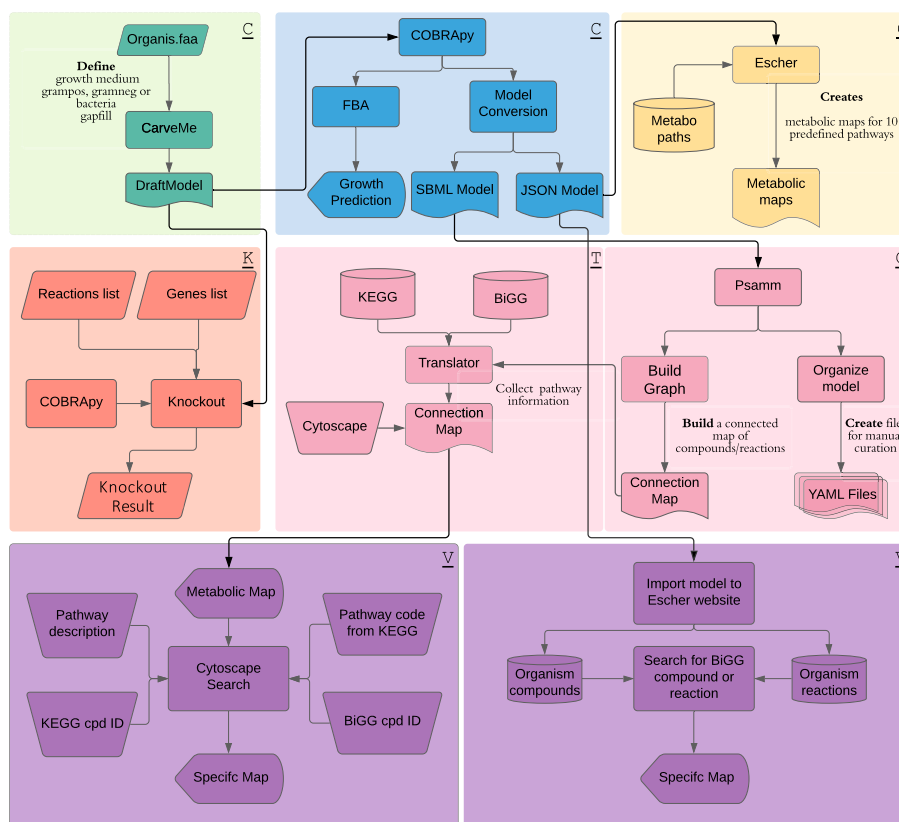 C
Organis.faa
Define
growth medium
grampos, gramneg or
bacteria
gapfill
CarveMe
DraftModel
C
COBRApy
FBA
Model
Conversion
Growth
Prediction
SBML Model
JSON Model
Escher
Metabo
paths
Creates
metabolic maps for 10
predefined pathways
Metabolic
maps
K
Reactions list
Genes list
COBRApy
Knockout
Knockout
Result
T
KEGG
BiGG
Translator
Collect pathway
information
Cytoscape
Connection
Map
Psamm
Build
Graph
Organize
model
Build a connected
map of
compounds/reactions
Create file
for manua
curation
Connection
Map
YAML Files
V
Metabolic Map
Pathway
description
Pathway code
from KEGG
Cytoscape
Search
KEGG cpd ID
BiGG cpd ID
Specifc Map
Import model to
Escher website
Organism
compounds
Search for BiGG
compound or
reaction
Organism
reactions
Specifc Map